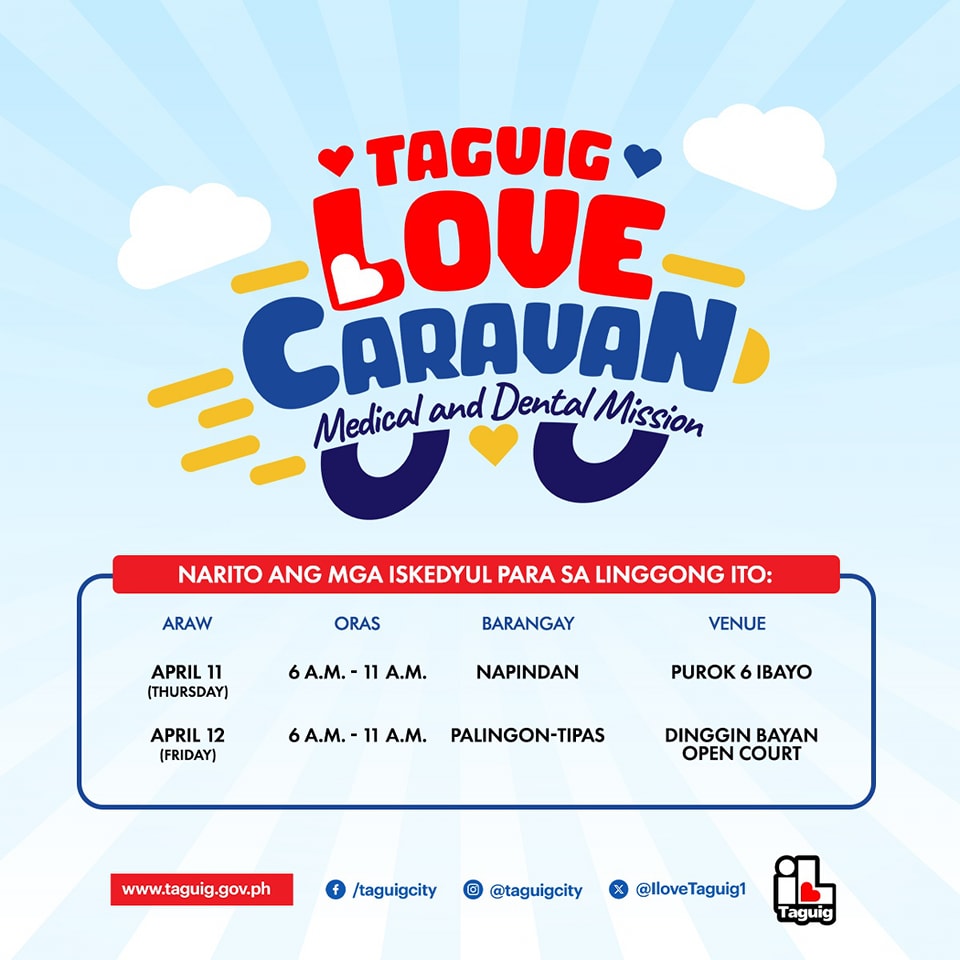 TAGUIG
LOVE
CARAVAN
Medical and Dental Mission
NARITO ANG MGA ISKEDYUL PARA SA LINGGONG ITO:
ARAW ORAS BARANGAY VENUE
APRIL 11 6 A.M. - 11 A.M. NAPINDAN PUROK 6 IBAYO
(THURSDAY)
APRIL 12 6 A.M. - 11 A.M. PALINGON-TIPAS DINGGIN BAYAN
(FRIDAY) OPEN COURT
www.taguig.gov.ph /taguigcity @taguigcity @IloveTaguig1
iL
Taguig